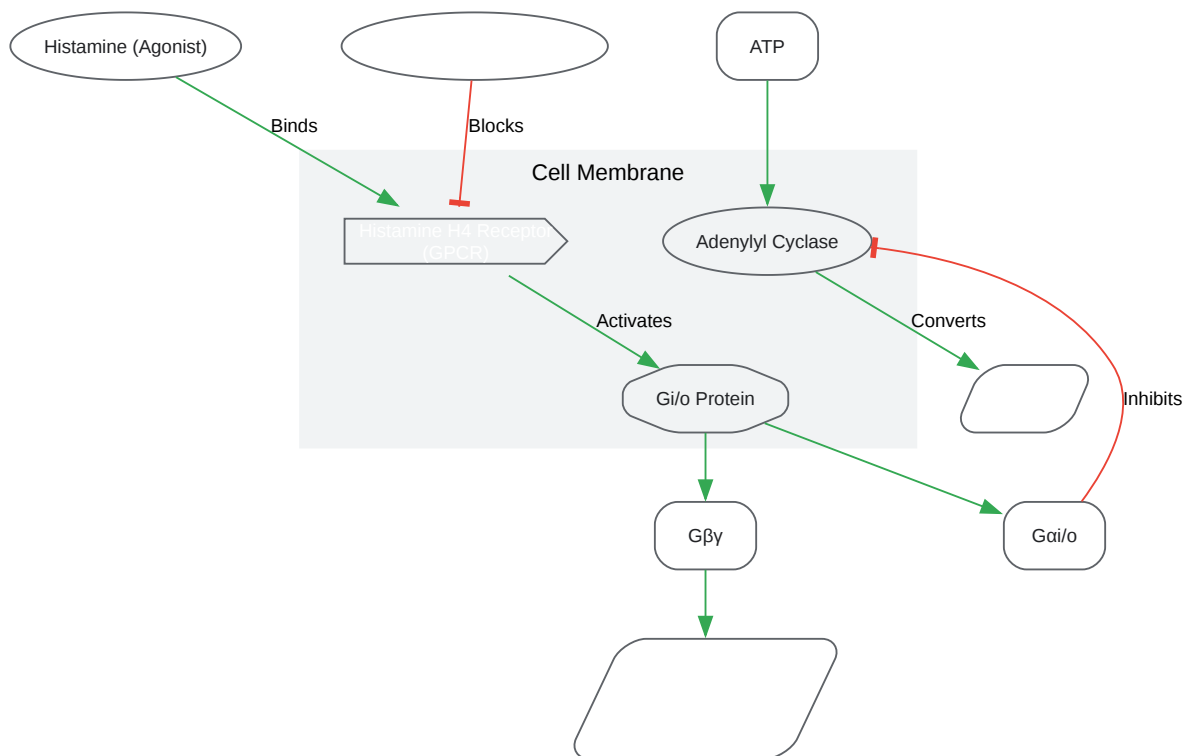 Histamine (Agonist)
ATP
Binds
Blocks
Cell Membrane
Histamine H4 Receptor
(GPCR)
Adenylyl Cyclase
Activates
Converts
Gi/o Protein
Inhibits
Gβγ
Gαi/o